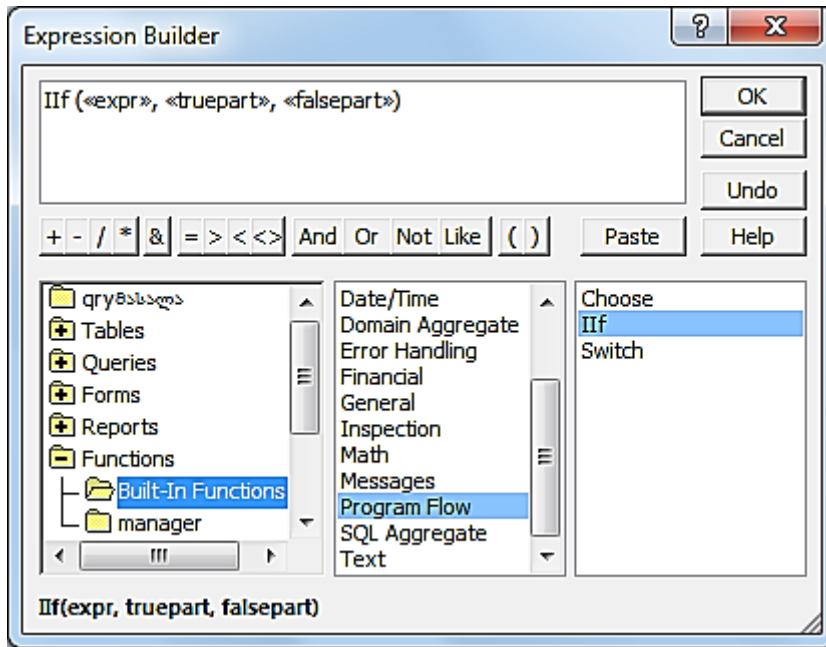 Expression Builder
IIf («expr», «truepart», «falsepart»)
OK
Cancel
Undo
+ - / * & = > < <> And Or Not Like ( ) Paste Help
qryმასალა
Tables
Queries
Forms
Reports
Functions
Built-In Functions
manager
Date/Time
Domain Aggregate
Error Handling
Financial
General
Inspection
Math
Messages
Program Flow
SQL Aggregate
Text
Choose
IIf
Switch
IIf(expr, truepart, falsepart)